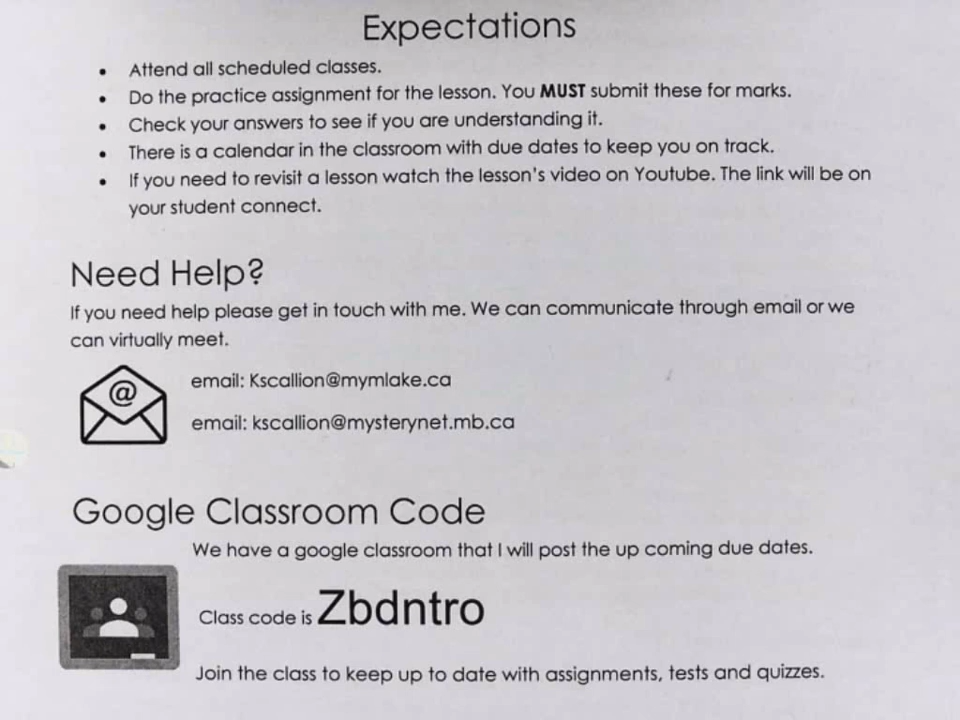 Expectations
• Attend all scheduled classes.
• Do the practice assignment for the lesson. You MUST submit these for marks.
• Check your answers to see if you are understanding it.
• There is a calendar in the classroom with due dates to keep you on track.
• If you need to revisit a lesson watch the lesson's video on Youtube. The link will be on
your student connect.
Need Help?
If you need help please get in touch with me. We can communicate through email or we
can virtually meet.
@
email: Kscallion@mymlake.ca
email: kscallion@mysterynet.mb.ca
Google Classroom Code
We have a google classroom that I will post the up coming due dates.
Class code is Zbdntro
Join the class to keep up to date with assignments, tests and quizzes.